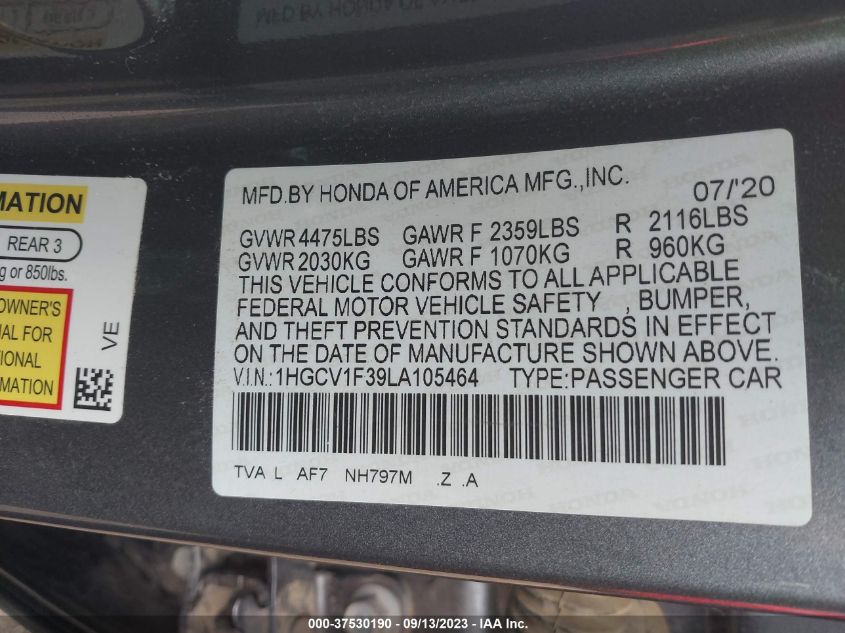 MATION
REAR 3
g or 850lbs.
OWNER'S
AL FOR
TIONAL
RMATION
VE
MFD.BY HONDA OF AMERICA MFG.,INC. 07/'20
GVWR 4475LBS GAWR F 2359LBS R 2116LBS
GVWR 2030KG GAWR F 1070KG R 960KG
THIS VEHICLE CONFORMS TO ALL APPLICABLE
FEDERAL MOTOR VEHICLE SAFETY , BUMPER,
AND THEFT PREVENTION STANDARDS IN EFFECT
ON THE DATE OF MANUFACTURE SHOWN ABOVE.
V.I.N.:1HGCV1F39LA105464 TYPE:PASSENGER CAR
TVA L AF7 NH797M .Z .A
000-37530190 - 09/13/2023 - IAA Inc.